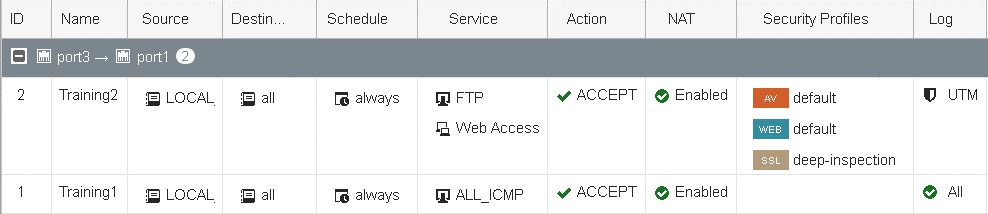 ID Name Source Destin... Schedule Service Action NAT Security Profiles Log
port3 → port1 2
2 Training2 LOCAL_ all always FTP ACCEPT Enabled AV default UTM
Web Access WEB default
SSL deep-inspection
1 Training1 LOCAL_ all always ALL_ICMP ACCEPT Enabled All